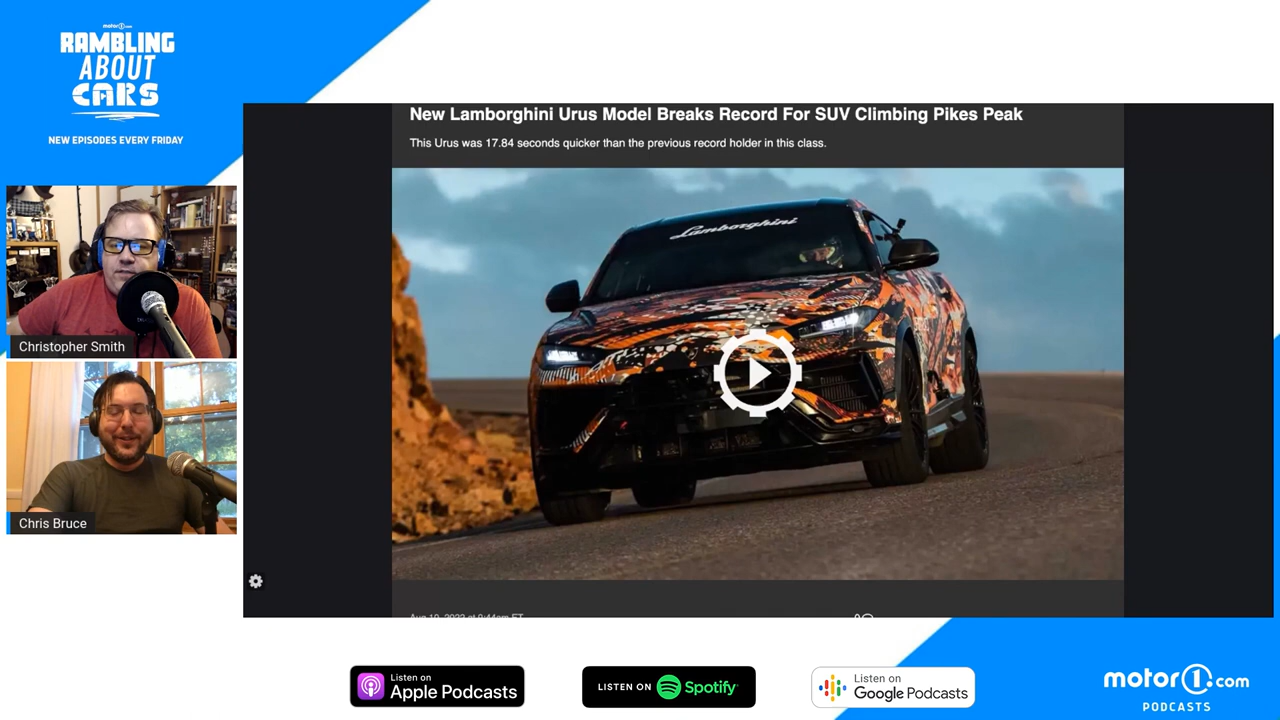 motor1.com
RAMBLING
ABOUT
CARS
NEW EPISODES EVERY FRIDAY
Christopher Smith
Chris Bruce
New Lamborghini Urus Model Breaks Record For SUV Climbing Pikes Peak
This Urus was 17.84 seconds quicker than the previous record holder in this class.
Lamborghini
Listen on
Apple Podcasts
LISTEN ON Spotify
Listen on
Google Podcasts
motor1.com
PODCASTS